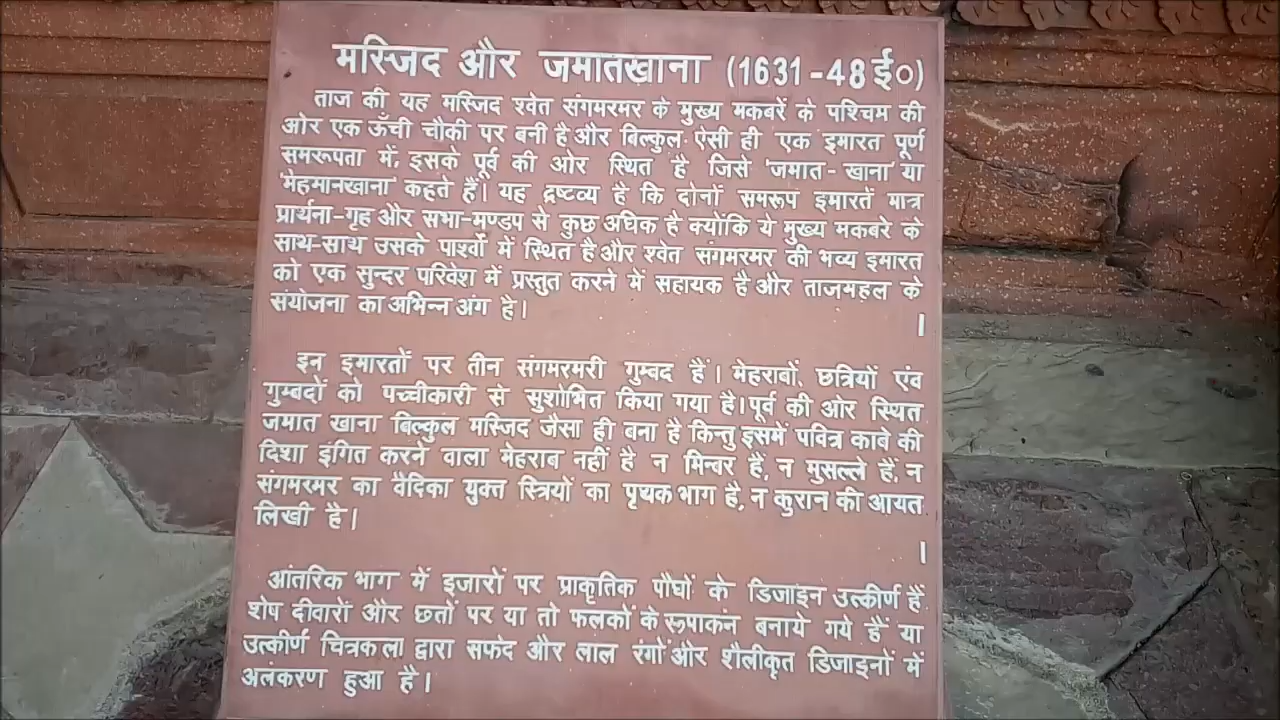 मस्जिद और जमातखाना (1631-48 ई०)
ताज की यह मस्जिद श्वेत संगमरमर के मुख्य मकबरें के पश्चिम की
ओर एक ऊँची चौकी पर बनी है और बिल्कुल ऐसी ही एक इमारत पूर्ण
समरूपता में, इसके पूर्व की ओर स्थित है जिसे 'जमात-खाना' या
'मेहमानखाना' कहते हैं। यह द्रष्टव्य है कि दोनों समरूप इमारतें मात्र
प्रार्थना-गृह और सभा-मण्डप से कुछ अधिक है क्योंकि ये मुख्य मकबरे के
साथ-साथ उसके पार्श्वों में स्थित है और श्वेत संगमरमर की भव्य इमारत
को एक सुन्दर परिवेश में प्रस्तुत करने में सहायक है और ताजमहल के
संयोजना का अभिन्न अंग है।
।
इन इमारतों पर तीन संगमरमरी गुम्बद हैं। मेहराबों, छत्रियों एंव
गुम्बदों को पच्चीकारी से सुशोभित किया गया है। पूर्व की ओर स्थित
जमात खाना बिल्कुल मस्जिद जैसा ही बना है किन्तु इसमें पवित्र काबे की
दिशा इंगित करने वाला मेहराब नहीं है न मिन्बर हैं, न मुसल्ले हैं, न
संगमरमर का वैदिका युक्त स्त्रियों का पृथक भाग है, न कुरान की आयत
लिखी है।
।
आंतरिक भाग में इजारों पर प्राकृतिक पौघों के डिजाइन उत्कीर्ण हैं.
शेष दीवारों और छतों पर या तो फलकों के रूपाकंन बनाये गये हैं या
उत्कीर्ण चित्रकला द्वारा सफेद और लाल रंगों और शैलीकृत डिजाइनों में
अलंकरण हुआ है।